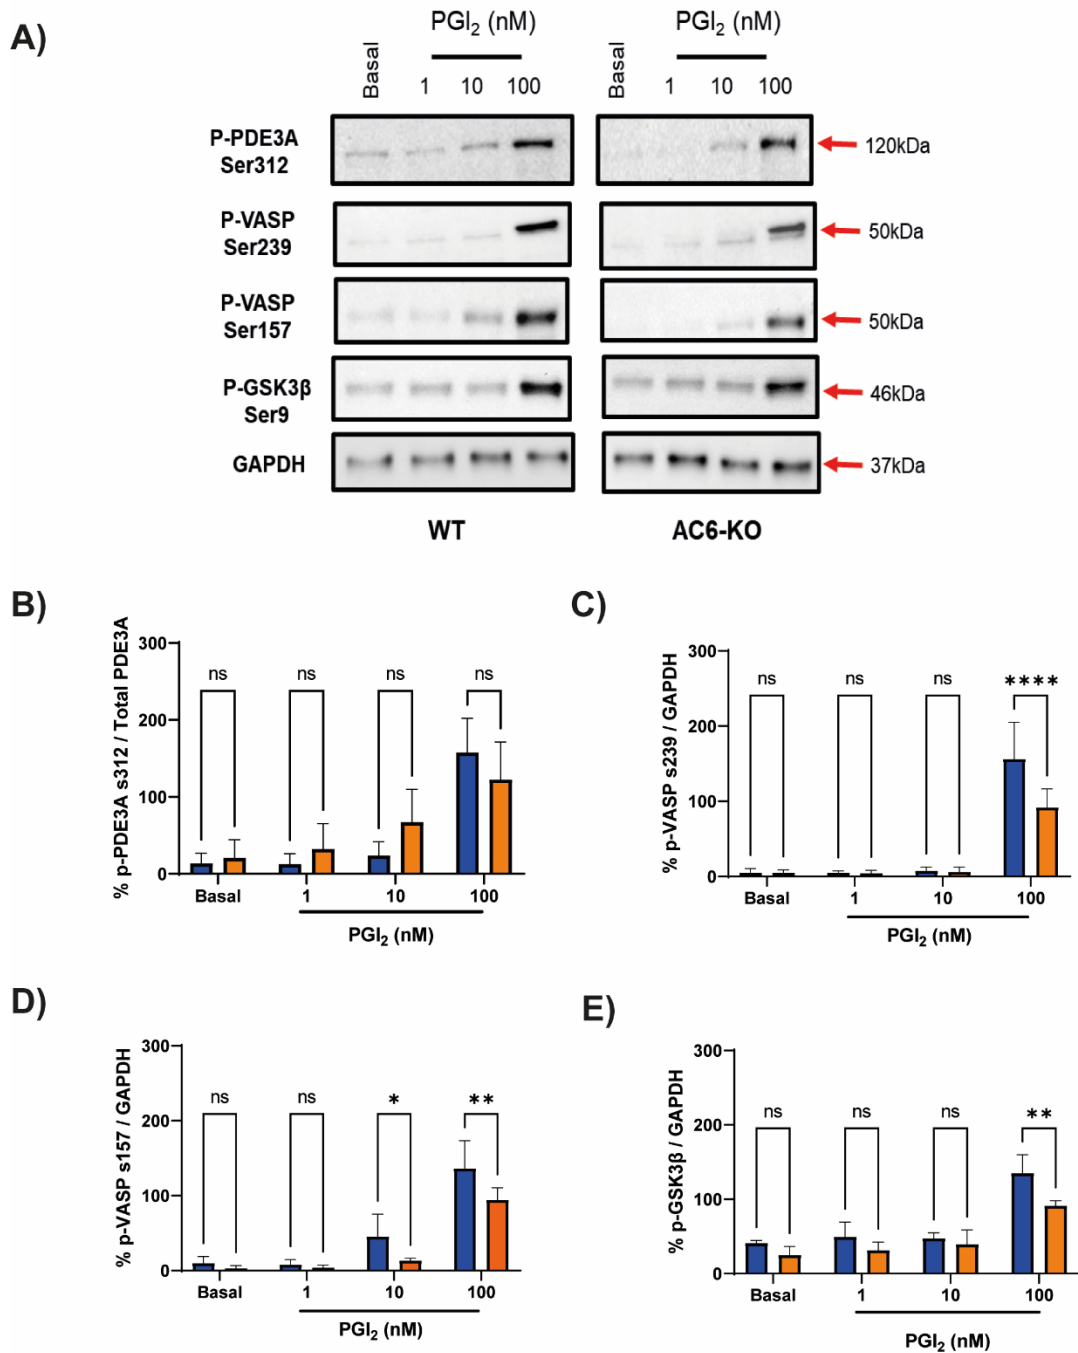 A)
PGI₂ (nM)
PGI₂ (nM)
Basal
1
10
100
Basal
1
10
100
P-PDE3A
Ser312
120kDa
P-VASP
Ser239
50kDa
P-VASP
Ser157
50kDa
P-GSK3β
Ser9
46kDa
GAPDH
37kDa
WT
AC6-KO
B)
% p-PDE3A s312 / Total PDE3A
300
200
100
0
ns
ns
ns
ns
Basal
1
10
100
PGI₂ (nM)
C)
% p-VASP s239 / GAPDH
300
200
100
0
ns
ns
ns
****
Basal
1
10
100
PGI₂ (nM)
D)
% p-VASP s157 / GAPDH
300
200
100
0
ns
ns
*
**
Basal
1
10
100
PGI₂ (nM)
E)
% p-GSK3β / GAPDH
300
200
100
0
ns
ns
ns
**
Basal
1
10
100
PGI₂ (nM)